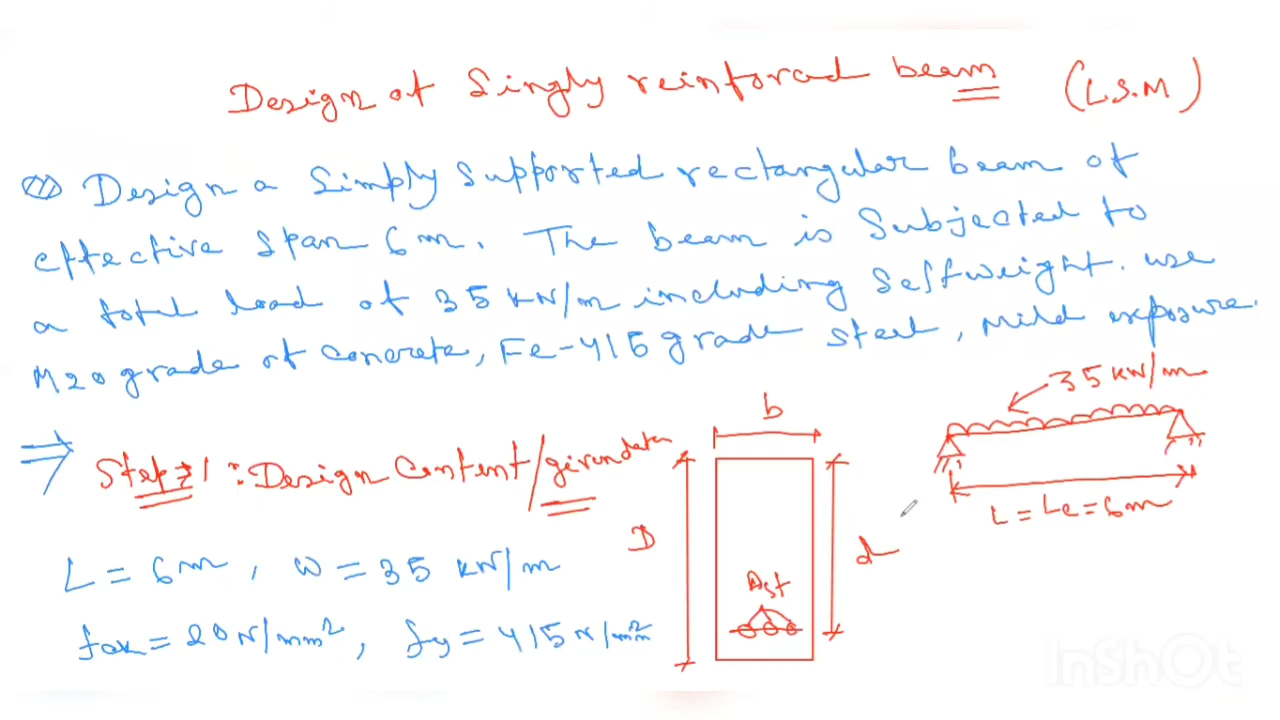 Design of Singly reinforced beam (L.S.M)
(1) Design a Simply supported rectangular beam of
effective span 6m. The beam is Subjected to
a total load of 35 kN/m including Selfweight. use
M20 grade of concrete, Fe-415 grade steel, Mild exposure.
⇒ Step-1 : Design Content/given data
L = 6m, w = 35 kN/m
fck = 20 N/mm², fy = 415 N/mm²
b
D
d
Ast
35 kN/m
L = Le = 6m
InShot